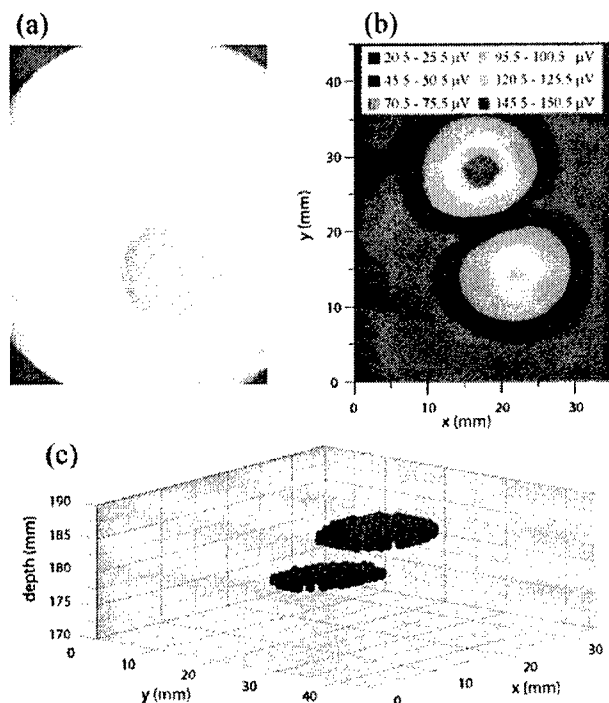 (a)
(b)
20.5 - 25.5 µV 95.5 - 100.5 µV
45.5 - 50.5 µV 120.5 - 125.5 µV
70.5 - 75.5 µV 145.5 - 150.5 µV
40
30
20
10
0
y (mm)
0 10 20 30
x (mm)
(c)
190
185
180
175
170
depth (mm)
0
10
20
30
40
y (mm)
0
10
20
30
x (mm)